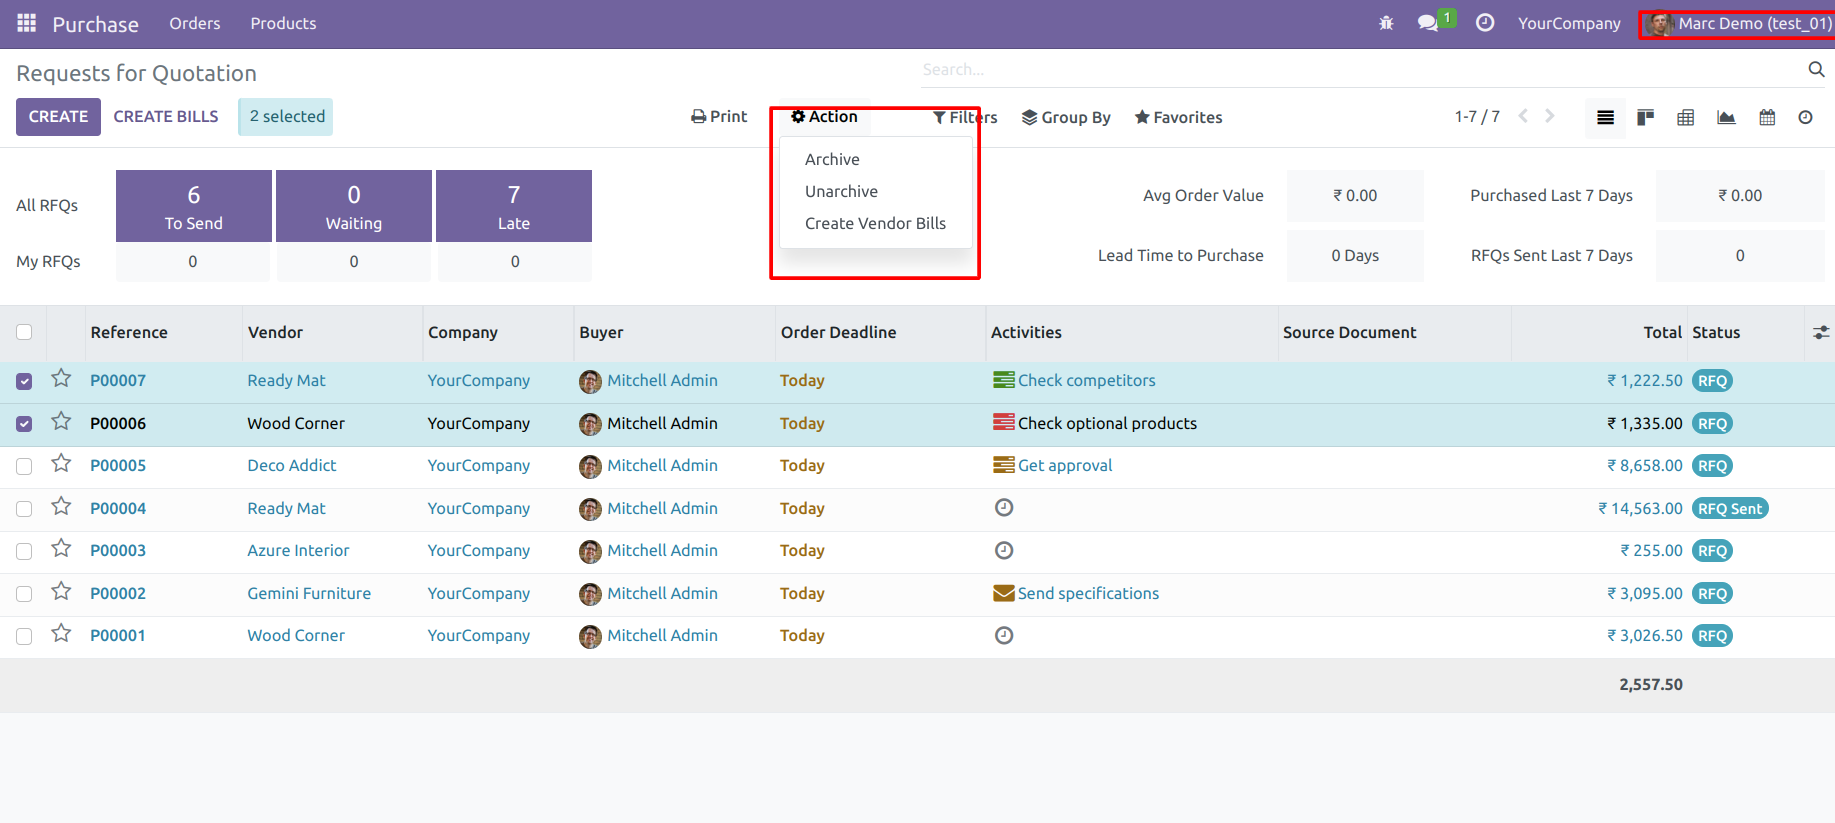 Purchase Orders Products 1 YourCompany Marc Demo (test_01)
Requests for Quotation Search...
CREATE CREATE BILLS 2 selected Print Action Filters Group By Favorites 1-7 / 7
Archive
Unarchive
Create Vendor Bills
All RFQs 6 To Send 0 Waiting 7 Late Avg Order Value ₹ 0.00 Purchased Last 7 Days ₹ 0.00
My RFQs 0 0 0 Lead Time to Purchase 0 Days RFQs Sent Last 7 Days 0
Reference Vendor Company Buyer Order Deadline Activities Source Document Total Status
P00007 Ready Mat YourCompany Mitchell Admin Today Check competitors ₹ 1,222.50 RFQ
P00006 Wood Corner YourCompany Mitchell Admin Today Check optional products ₹ 1,335.00 RFQ
P00005 Deco Addict YourCompany Mitchell Admin Today Get approval ₹ 8,658.00 RFQ
P00004 Ready Mat YourCompany Mitchell Admin Today ₹ 14,563.00 RFQ Sent
P00003 Azure Interior YourCompany Mitchell Admin Today ₹ 255.00 RFQ
P00002 Gemini Furniture YourCompany Mitchell Admin Today Send specifications ₹ 3,095.00 RFQ
P00001 Wood Corner YourCompany Mitchell Admin Today ₹ 3,026.50 RFQ
2,557.50